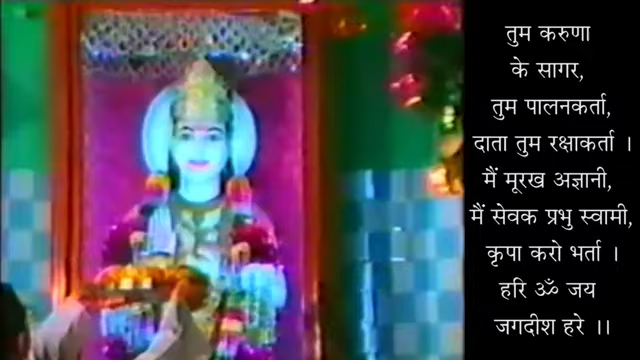 तुम करुणा
के सागर,
तुम पालनकर्ता,
दाता तुम रक्षाकर्ता ।
मैं मूरख अज्ञानी,
मैं सेवक प्रभु स्वामी,
कृपा करो भर्ता ।
हरि ॐ जय
जगदीश हरे ।।